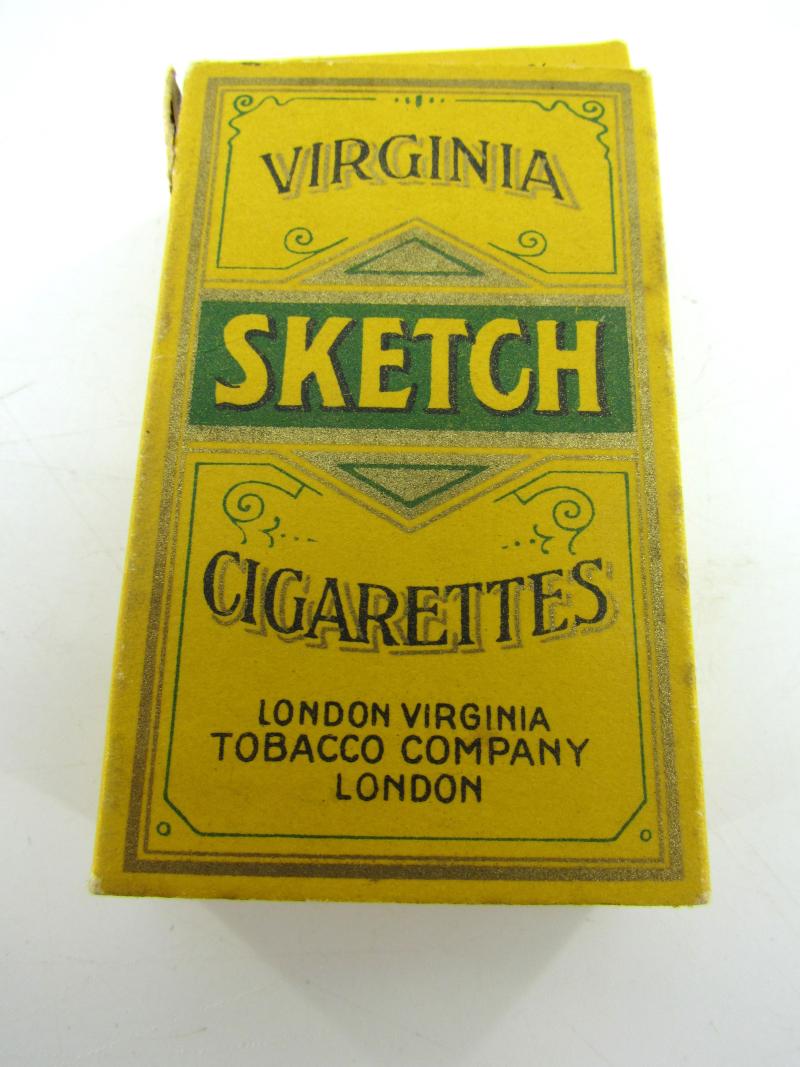 VIRGINIA
SKETCH
CIGARETTES
LONDON VIRGINIA
TOBACCO COMPANY
LONDON